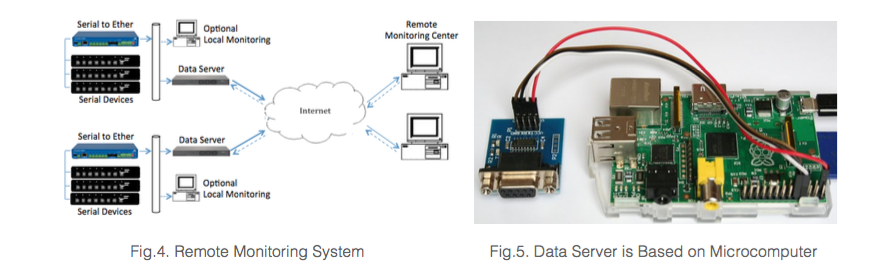 Serial to Ether
Optional
Local Monitoring
Remote
Monitoring Center
Data Server
Serial Devices
Internet
Serial to Ether
Data Server
Optional
Local Monitoring
Serial Devices
Fig.4. Remote Monitoring System
Fig.5. Data Server is Based on Microcomputer